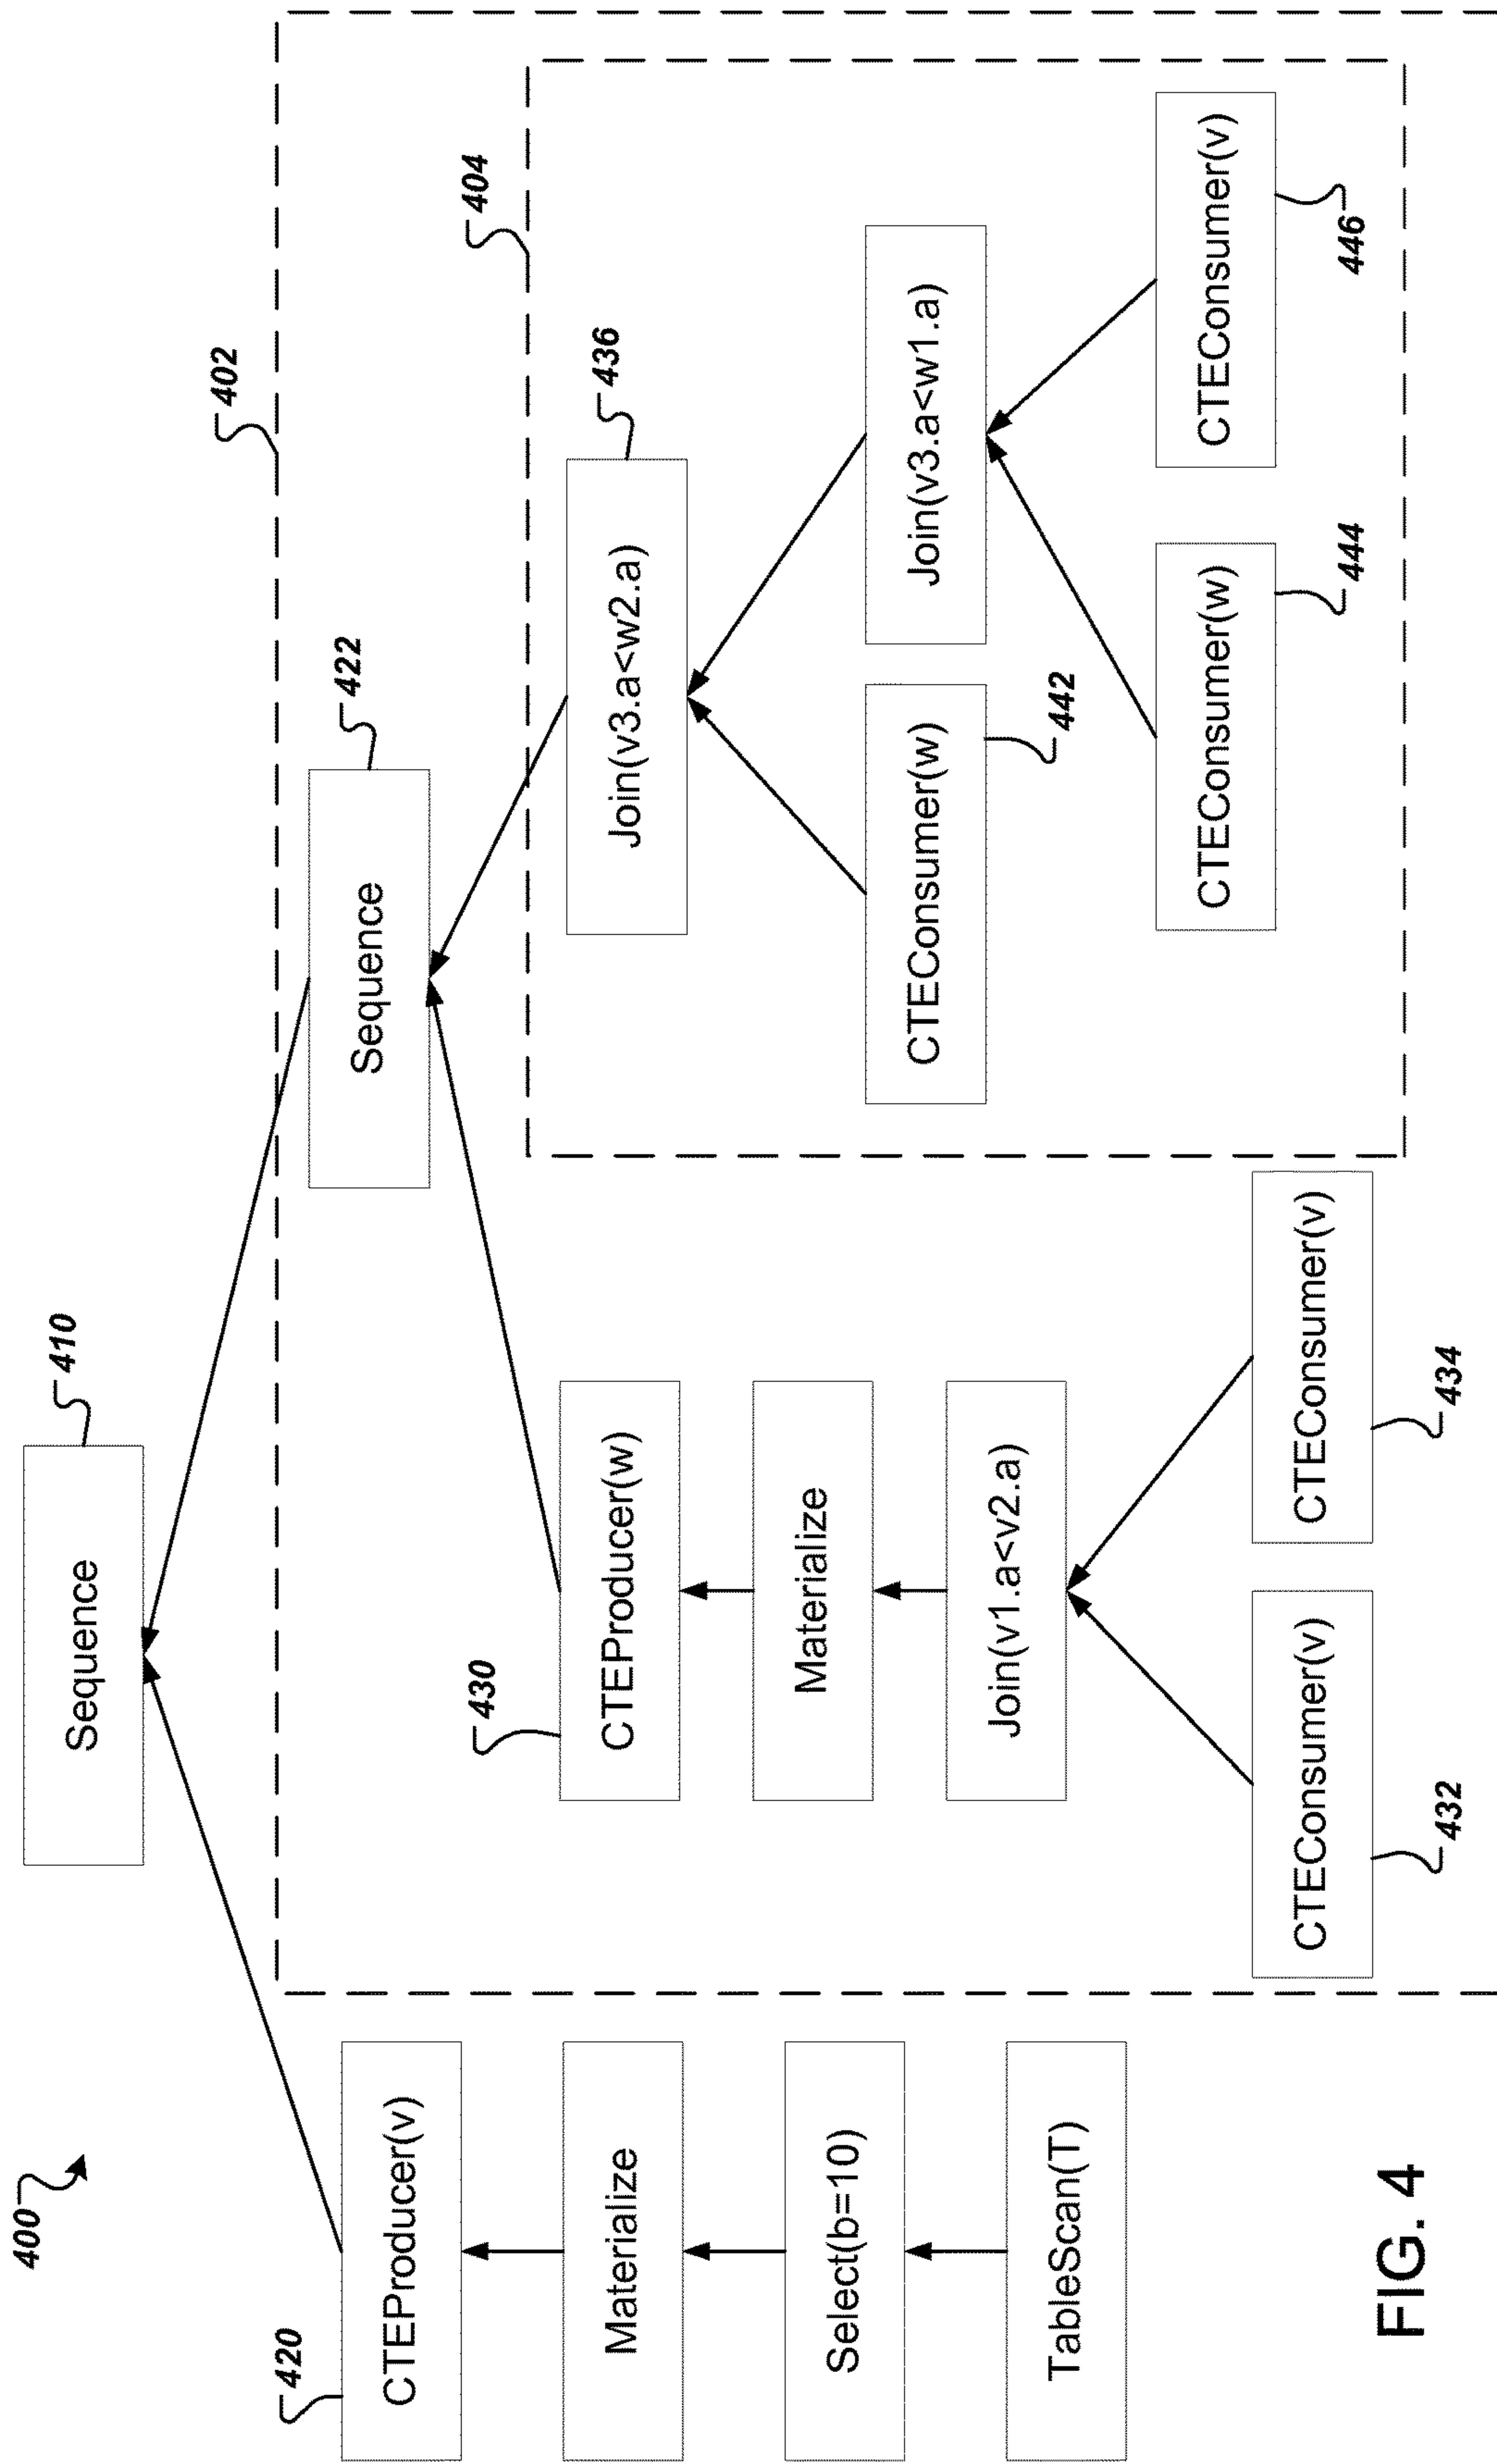 400
410
Sequence
402
420
CTEProducer(v)
422
Sequence
404
Materialize
430
CTEProducer(w)
436
Join(v3.a<w2.a)
Select(b=10)
Materialize
TableScan(T)
Join(v1.a<v2.a)
CTEConsumer(w)
442
Join(v3.a<w1.a)
CTEConsumer(v)
432
CTEConsumer(v)
434
CTEConsumer(w)
444
CTEConsumer(v)
446
FIG. 4